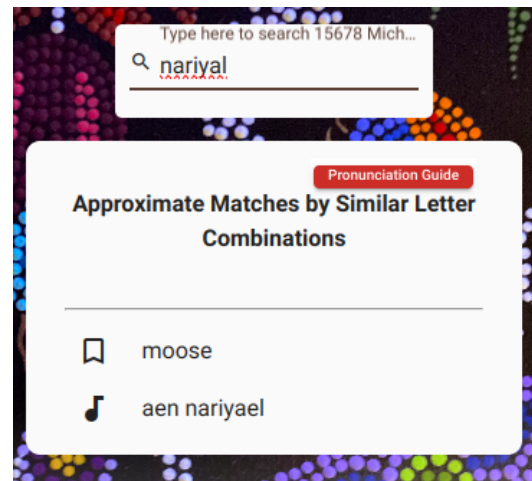 Type here to search 15678 Mich...
nariyal
Pronunciation Guide
Approximate Matches by Similar Letter
Combinations
moose
aen nariyael